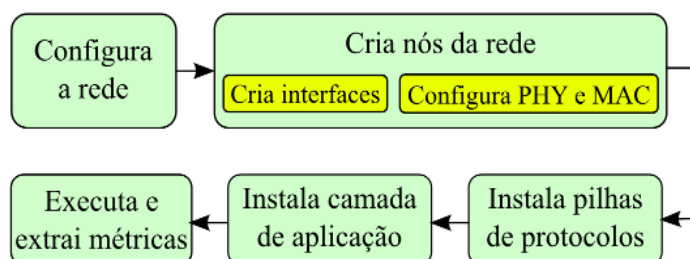 Configura
a rede
Cria nós da rede
Cria interfaces
Configura PHY e MAC
Instala pilhas
de protocolos
Instala camada
de aplicação
Executa e
extrai métricas